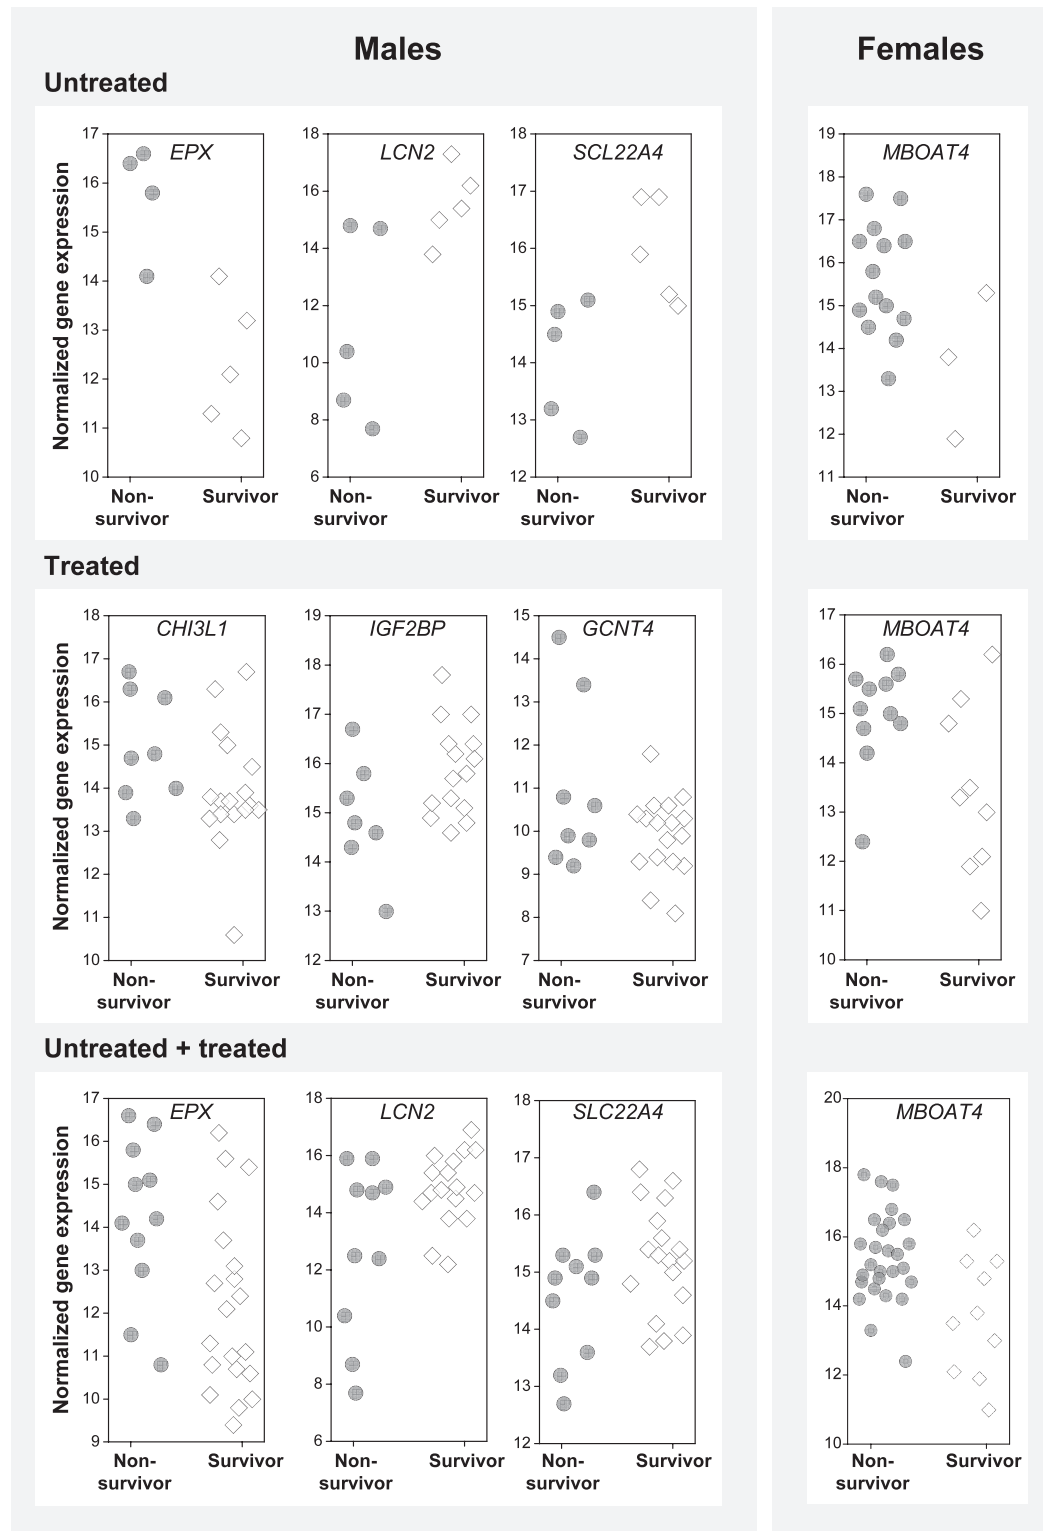 Males
Females
Untreated
Normalized gene expression
EPX
17
16
15
14
13
12
11
10
Non-
survivor
Survivor
LCN2
18
16
14
12
10
8
6
Non-
survivor
Survivor
SCL22A4
18
17
16
15
14
13
12
Non-
survivor
Survivor
MBOAT4
19
18
17
16
15
14
13
12
11
Non-
survivor
Survivor
Treated
Normalized gene expression
CHI3L1
18
17
16
15
14
13
12
11
10
Non-
survivor
Survivor
IGF2BP
19
18
17
16
15
14
13
12
Non-
survivor
Survivor
GCNT4
15
14
13
12
11
10
9
8
7
Non-
survivor
Survivor
MBOAT4
17
16
15
14
13
12
11
10
Non-
survivor
Survivor
Untreated + treated
Normalized gene expression
EPX
17
16
15
14
13
12
11
10
9
Non-
survivor
Survivor
LCN2
18
16
14
12
10
8
6
Non-
survivor
Survivor
SLC22A4
18
17
16
15
14
13
12
Non-
survivor
Survivor
MBOAT4
20
18
16
14
12
10
Non-
survivor
Survivor